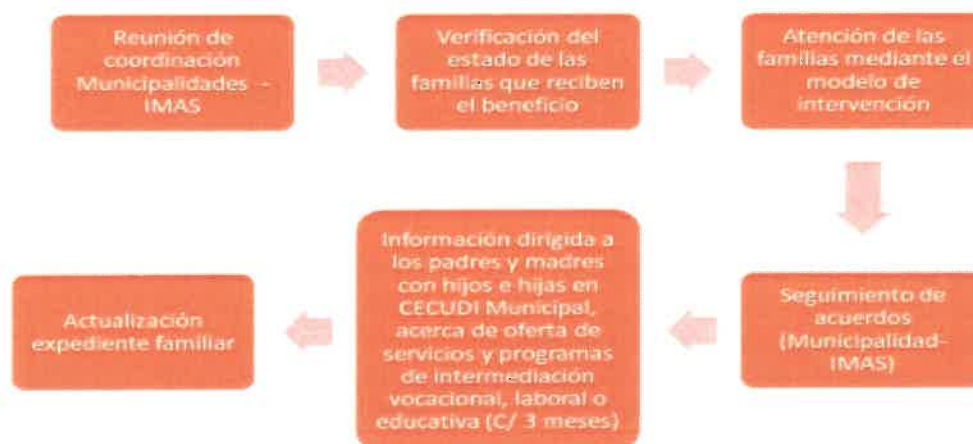 Reunión de
coordinación
Municipalidades -
IMAS
Verificación del
estado de las
familias que reciben
el beneficio
Atención de las
familias mediante el
modelo de
intervención
Seguimiento de
acuerdos
(Municipalidad-
IMAS)
Información dirigida a
los padres y madres
con hijos e hijas en
CECUDI Municipal,
acerca de oferta de
servicios y programas
de intermediación
vocacional, laboral o
educativa (C/ 3 meses)
Actualización
expediente familiar